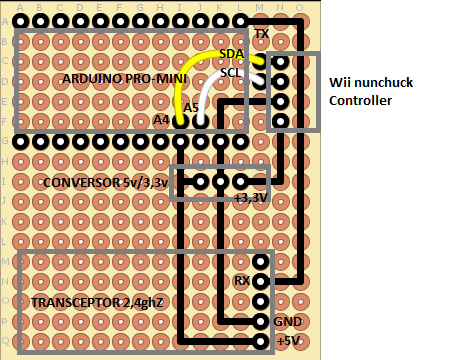 A B C D E F G H I J K L M N O
A
B
TX
C
SDA
D
ARDUINO PRO-MINI
SCL
Wii nunchuck
Controller
E
A5
F
A4
G
H
I
CONVERSOR 5v/3,3v
J
+3,3V
K
L
M
N
RX
O
TRANSCEPTOR 2,4ghZ
P
GND
Q
+5V